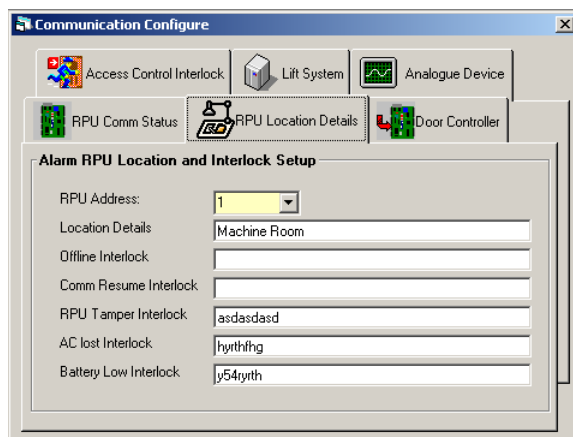 Communication Configure
Access Control Interlock Lift System Analogue Device
RPU Comm Status RPU Location Details Door Controller
Alarm RPU Location and Interlock Setup
RPU Address: 1
Location Details Machine Room
Offline Interlock
Comm Resume Interlock
RPU Tamper Interlock asdasdasd
AC lost Interlock hyrthfhg
Battery Low Interlock y54ryrth